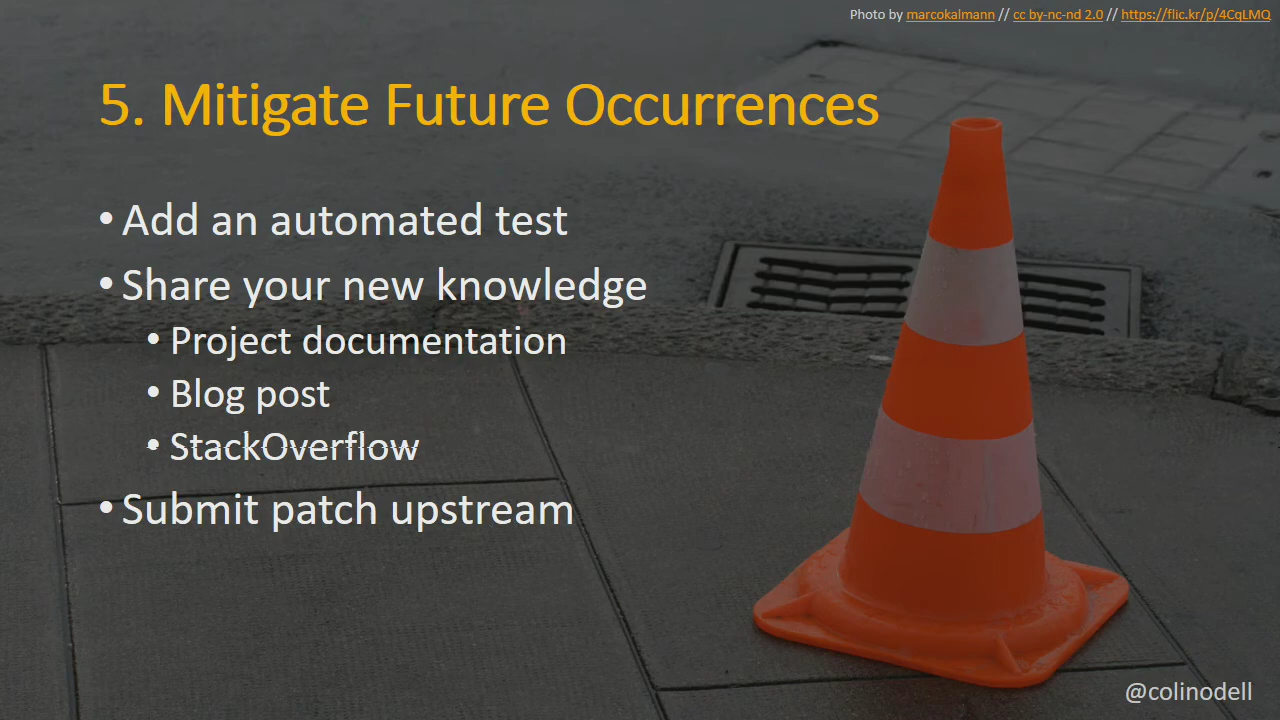 Photo by marcokalmann // cc by-nc-nd 2.0 // https://flic.kr/p/4CqLMQ
5. Mitigate Future Occurrences
• Add an automated test
• Share your new knowledge
• Project documentation
• Blog post
• StackOverflow
• Submit patch upstream
@colinodell